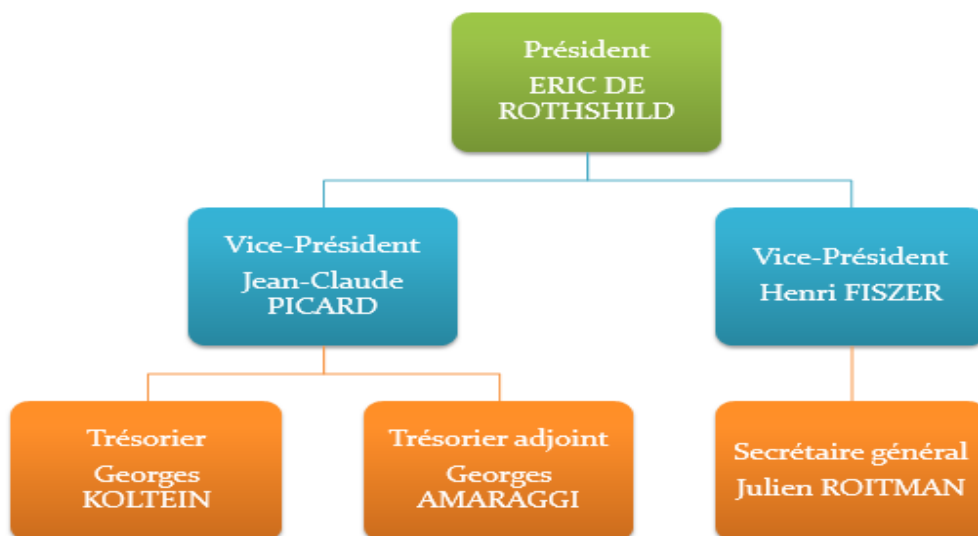 Président
ERIC DE
ROTHSHILD
Vice-Président
Jean-Claude
PICARD
Vice-Président
Henri FISZER
Trésorier
Georges
KOLTEIN
Trésorier adjoint
Georges
AMARAGGI
Secrétaire général
Julien ROITMAN